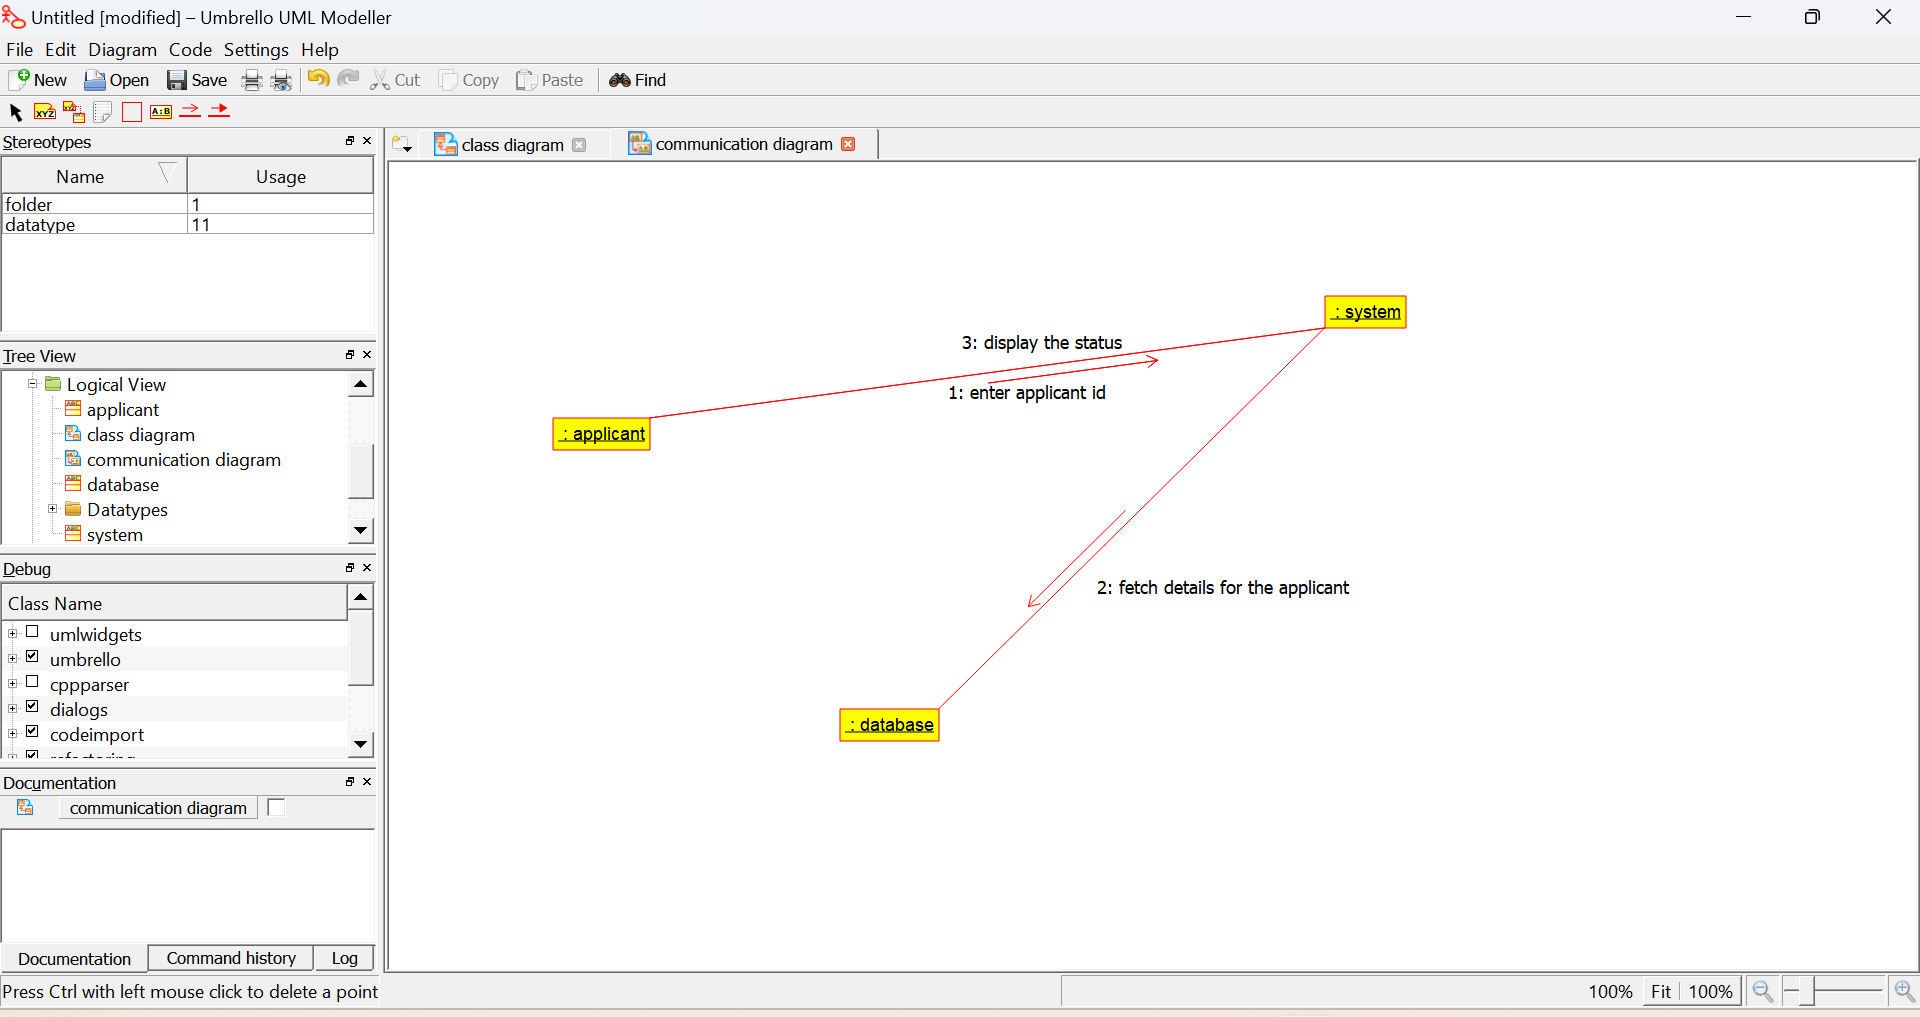 Untitled [modified] – Umbrello UML Modeller
File Edit Diagram Code Settings Help
New Open Save Cut Copy Paste Find
XYZ XYZ A:B
Stereotypes
Name Usage
folder 1
datatype 11
Tree View
Logical View
applicant
class diagram
communication diagram
database
Datatypes
system
Debug
Class Name
umlwidgets
umbrello
cppparser
dialogs
codeimport
Documentation
communication diagram
Documentation Command history Log
Press Ctrl with left mouse click to delete a point
class diagram communication diagram
: system
3: display the status
1: enter applicant id
: applicant
2: fetch details for the applicant
: database
100% Fit 100%